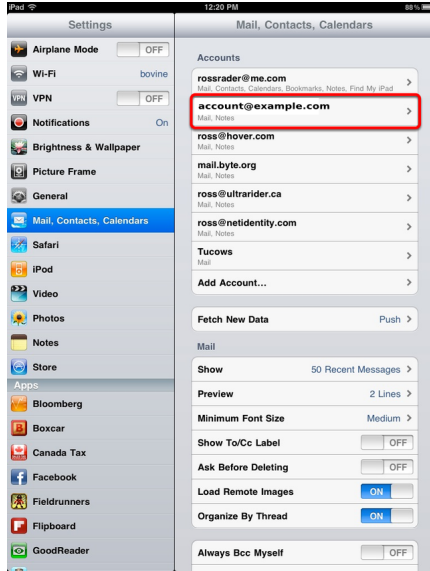 iPad 12:20 PM 88%
Settings
Airplane Mode OFF
Wi-Fi bovine
VPN VPN OFF
Notifications On
Brightness & Wallpaper
Picture Frame
General
Mail, Contacts, Calendars
Safari
iPod
Video
Photos
Notes
Store
Apps
Bloomberg
Boxcar
Canada Tax
Facebook
Fieldrunners
Flipboard
GoodReader
Mail, Contacts, Calendars
Accounts
rossrader@me.com
Mail, Contacts, Calendars, Bookmarks, Notes, Find My iPad
account@example.com
Mail, Notes
ross@hover.com
Mail, Notes
mail.byte.org
Mail, Notes
ross@ultrarider.ca
Mail, Notes
ross@netidentity.com
Mail, Notes
Tucows
Mail
Add Account...
Fetch New Data Push
Mail
Show 50 Recent Messages
Preview 2 Lines
Minimum Font Size Medium
Show To/Cc Label OFF
Ask Before Deleting OFF
Load Remote Images ON
Organize By Thread ON
Always Bcc Myself OFF